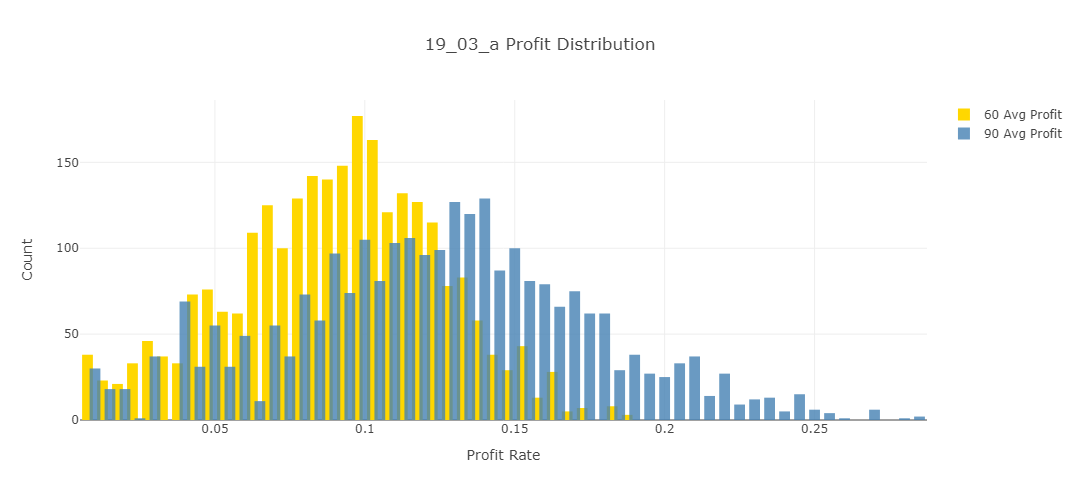 19_03_a Profit Distribution
60 Avg Profit
90 Avg Profit
150
100
50
0
Count
0.05 0.1 0.15 0.2 0.25
Profit Rate